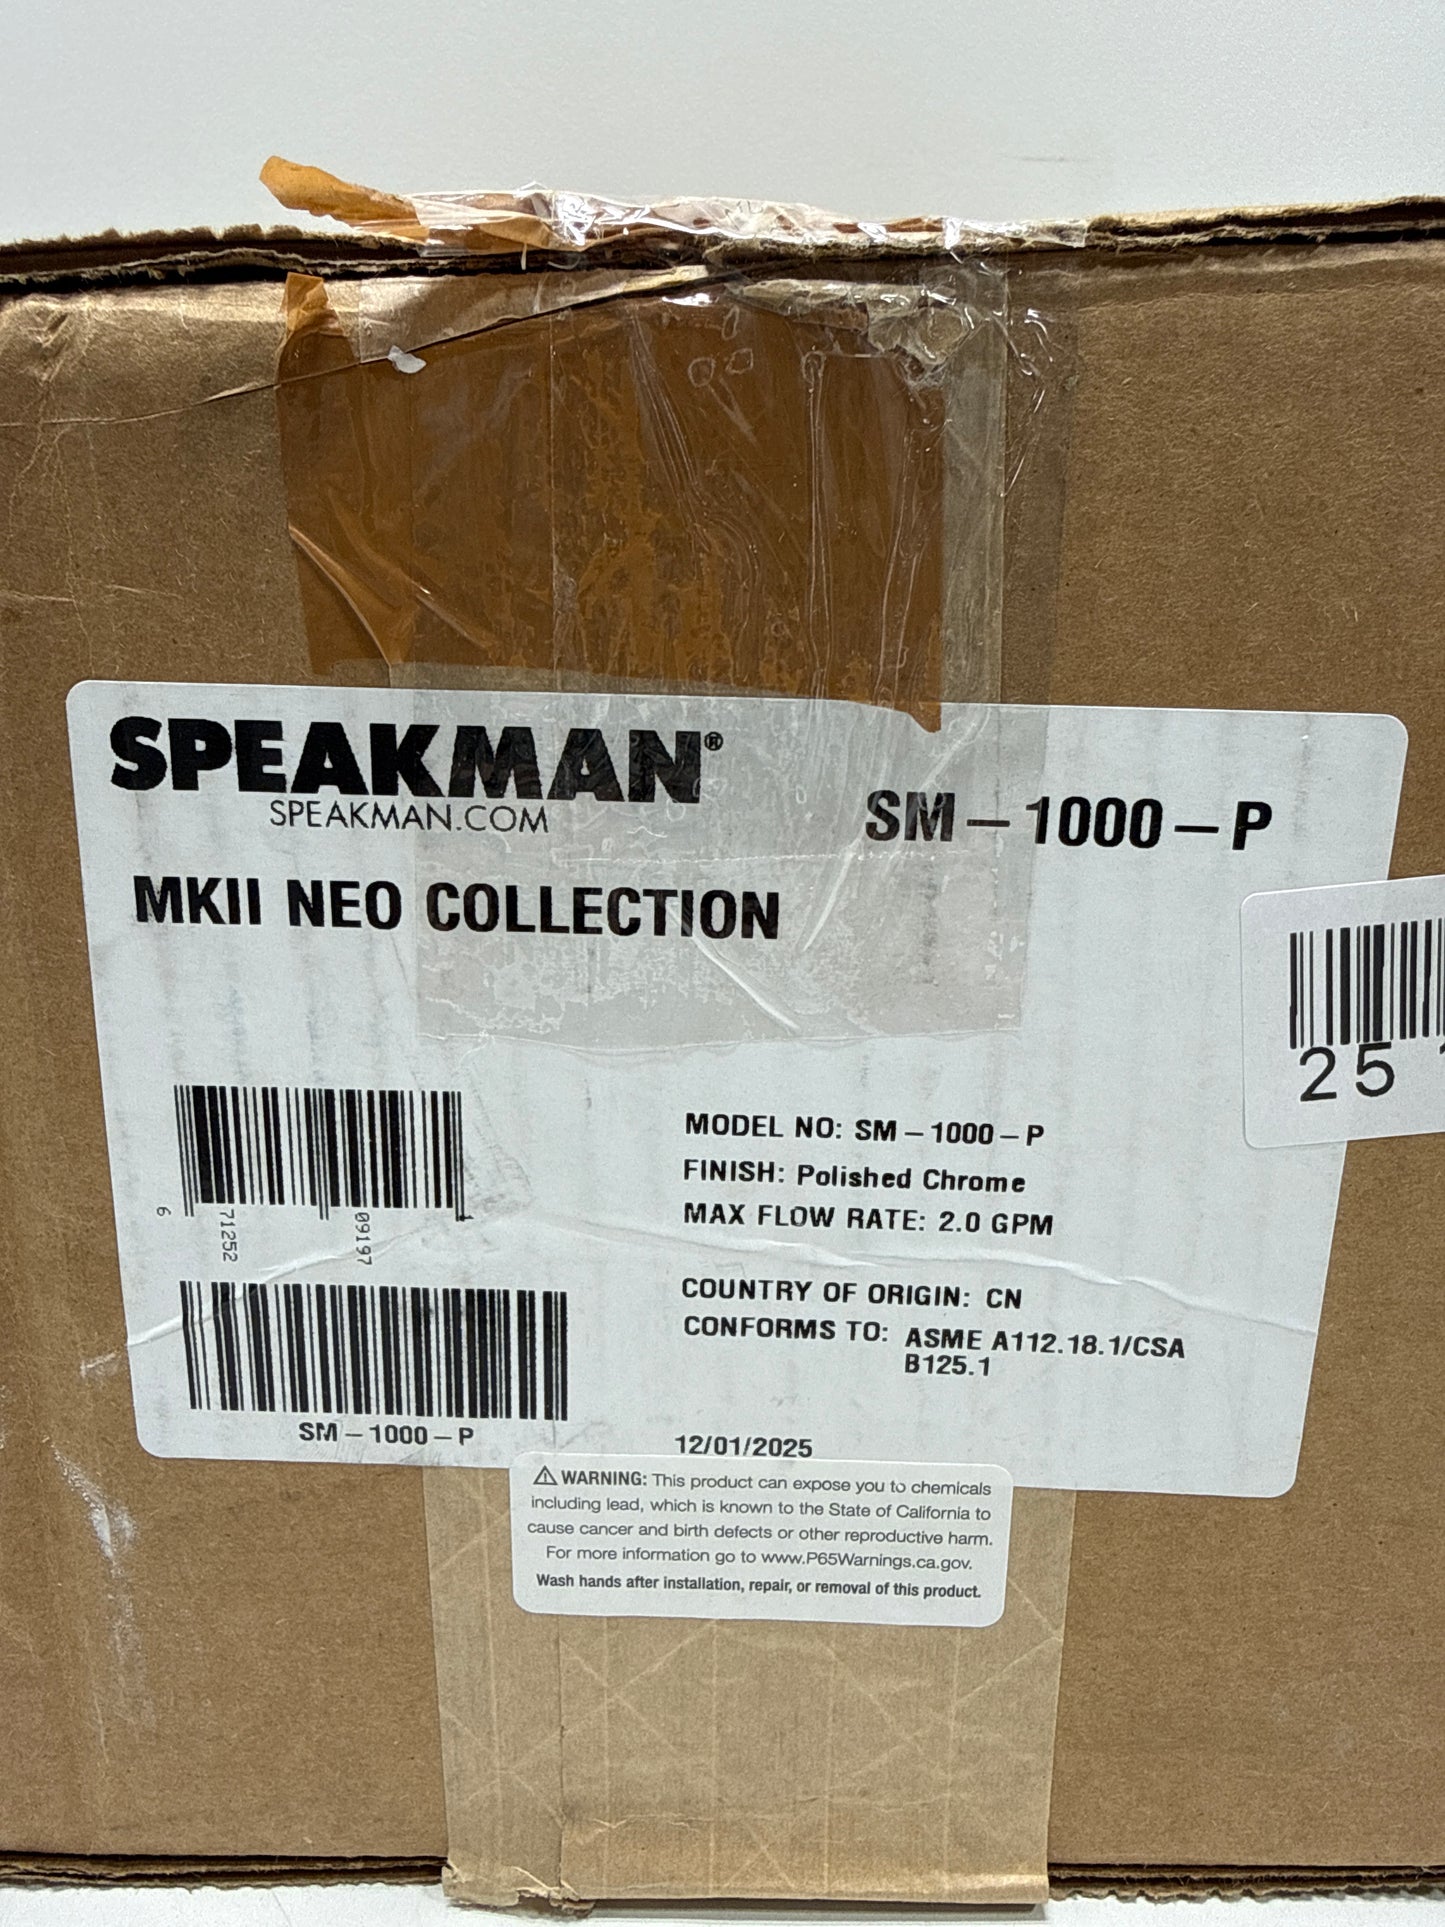 SPEAKMAN®
SPEAKMAN.COM
SM-1000-P
MKII NEO COLLECTION
25
6 71252 09197 1
SM-1000-P
MODEL NO: SM-1000-P
FINISH: Polished Chrome
MAX FLOW RATE: 2.0 GPM
COUNTRY OF ORIGIN: CN
CONFORMS TO: ASME A112.18.1/CSA
B125.1
12/01/2025
⚠ WARNING: This product can expose you to chemicals
including lead, which is known to the State of California to
cause cancer and birth defects or other reproductive harm.
For more information go to www.P65Warnings.ca.gov.
Wash hands after installation, repair, or removal of this product.